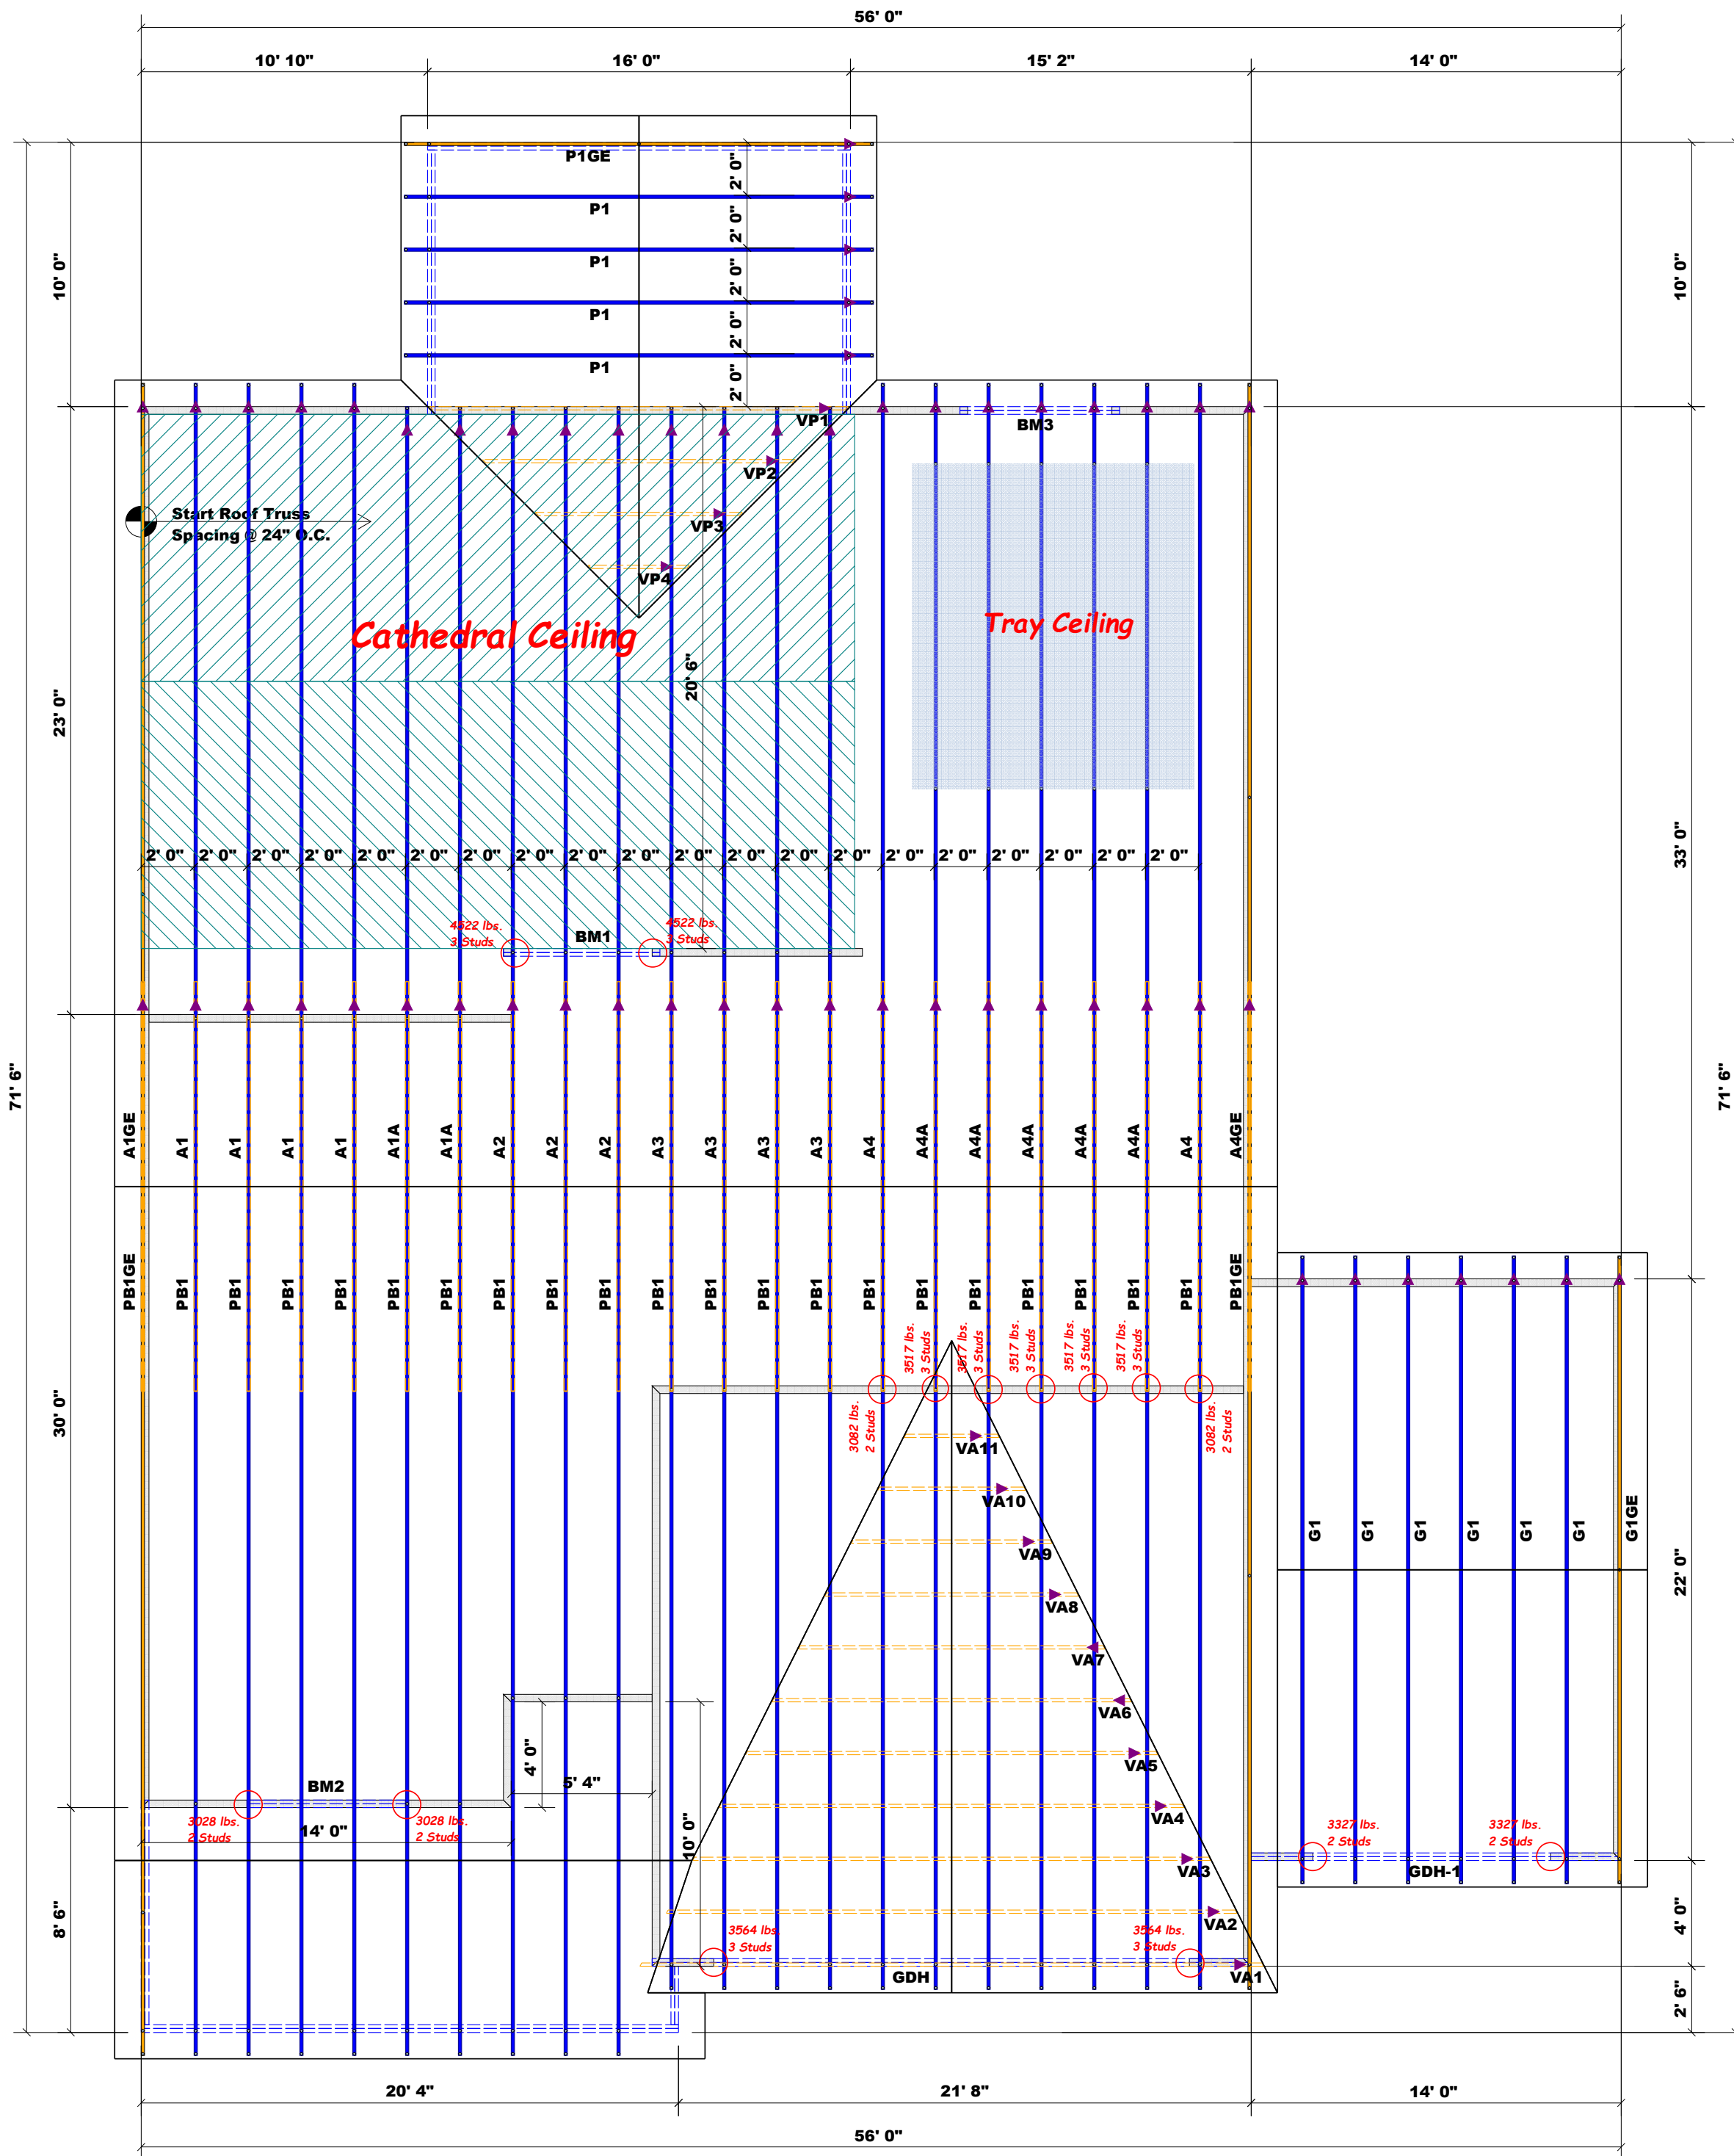 56' 0"
10' 10"
16' 0"
15' 2"
14' 0"
P1GE
P1
P1
P1
P1
2' 0"
2' 0"
2' 0"
2' 0"
2' 0"
10' 0"
10' 0"
VP1
BM3
VP2
VP3
VP4
Start Roof Truss
Spacing @ 24" O.C.
Cathedral Ceiling
Tray Ceiling
20' 6"
23' 0"
33' 0"
2' 0" 2' 0" 2' 0" 2' 0" 2' 0" 2' 0" 2' 0" 2' 0" 2' 0" 2' 0" 2' 0" 2' 0" 2' 0" 2' 0" 2' 0" 2' 0" 2' 0" 2' 0" 2' 0" 2' 0"
4522 lbs.
3 Studs
BM1
4522 lbs.
3 Studs
71' 6"
71' 6"
A1GE A1 A1 A1 A1 A1A A1A A2 A2 A2 A3 A3 A3 A3 A4 A4A A4A A4A A4A A4A A4 A4GE
PB1GE PB1 PB1 PB1 PB1 PB1 PB1 PB1 PB1 PB1 PB1 PB1 PB1 PB1 PB1 PB1 PB1 PB1 PB1 PB1 PB1 PB1GE
3517 lbs.
3 Studs
3517 lbs.
3 Studs
3517 lbs.
3 Studs
3517 lbs.
3 Studs
3517 lbs.
3 Studs
3082 lbs.
2 Studs
3082 lbs.
2 Studs
30' 0"
VA11
VA10
VA9
VA8
VA7
VA6
VA5
VA4
VA3
VA2
VA1
G1 G1 G1 G1 G1 G1 G1GE
22' 0"
4' 0"
5' 4"
BM2
3028 lbs.
2 Studs
3028 lbs.
2 Studs
14' 0"
10' 0"
3327 lbs.
2 Studs
3327 lbs.
2 Studs
GDH-1
8' 6"
4' 0"
3564 lbs.
3 Studs
3564 lbs.
3 Studs
GDH
2' 6"
20' 4"
21' 8"
14' 0"
56' 0"